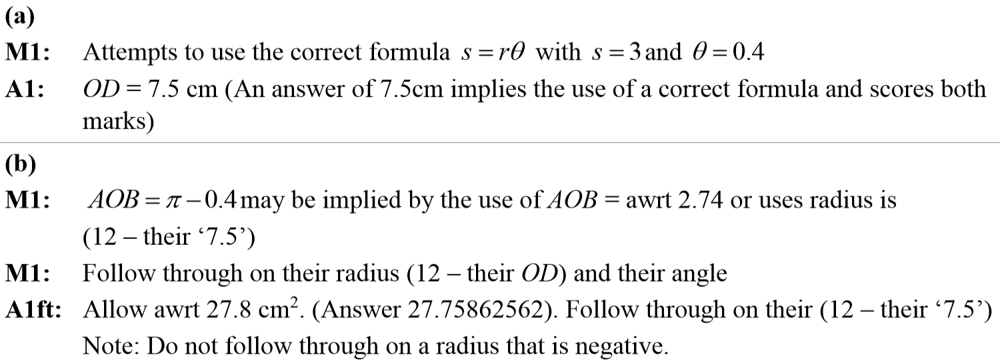 (a)
M1: Attempts to use the correct formula s = rθ with s = 3 and θ = 0.4
A1: OD = 7.5 cm (An answer of 7.5cm implies the use of a correct formula and scores both
marks)
(b)
M1: AOB = π − 0.4 may be implied by the use of AOB = awrt 2.74 or uses radius is
(12 – their ‘7.5’)
M1: Follow through on their radius (12 – their OD) and their angle
A1ft: Allow awrt 27.8 cm². (Answer 27.75862562). Follow through on their (12 – their ‘7.5’)
Note: Do not follow through on a radius that is negative.